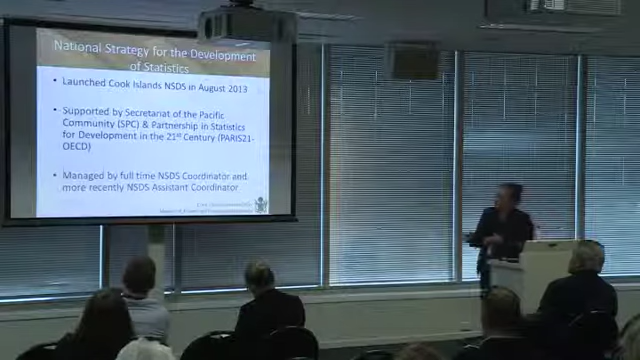 National Strategy for the Development
of Statistics
• Launched Cook Islands NSDS in August 2013
• Supported by Secretariat of the Pacific
Community (SPC) & Partnership in Statistics
for Development in the 21st Century (PARIS21-
OECD)
• Managed by full time NSDS Coordinator and
more recently NSDS Assistant Coordinator